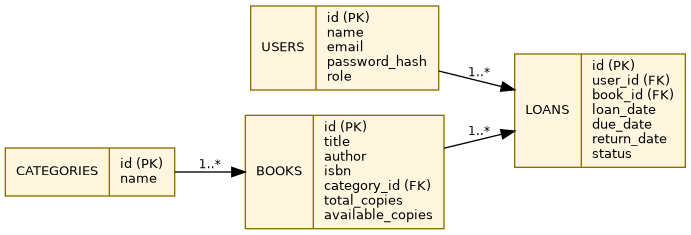 USERS
id (PK)
name
email
password_hash
role
1..*
LOANS
id (PK)
user_id (FK)
book_id (FK)
loan_date
due_date
return_date
status
CATEGORIES
id (PK)
name
1..*
BOOKS
id (PK)
title
author
isbn
category_id (FK)
total_copies
available_copies
1..*